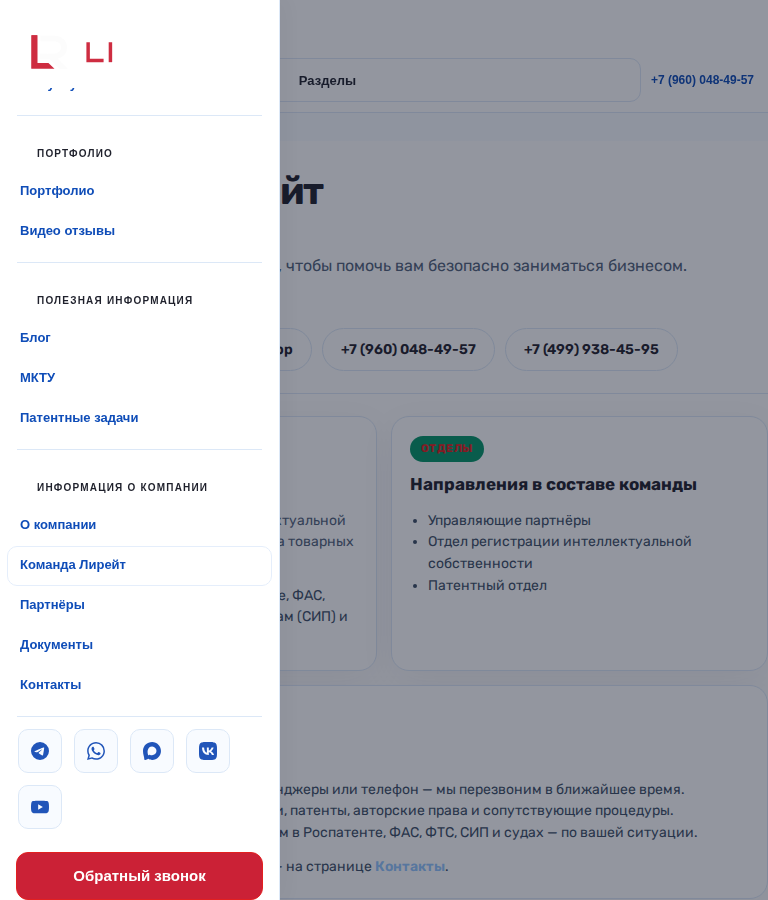 LI
ПОРТФОЛИО
Портфолио
Видео отзывы
ПОЛЕЗНАЯ ИНФОРМАЦИЯ
Блог
МКТУ
Патентные задачи
ИНФОРМАЦИЯ О КОМПАНИИ
О компании
Команда Лирейт
Партнёры
Документы
Контакты
Обратный звонок
Разделы
+7 (960) 048-49-57
йт
, чтобы помочь вам безопасно заниматься бизнесом.
pp
+7 (960) 048-49-57
+7 (499) 938-45-95
ктуальной
а товарных
е, ФАС,
ам (СИП) и
ОТДЕЛЫ
Направления в составе команды
• Управляющие партнёры
• Отдел регистрации интеллектуальной
собственности
• Патентный отдел
нджеры или телефон — мы перезвоним в ближайшее время.
и, патенты, авторские права и сопутствующие процедуры.
м в Роспатенте, ФАС, ФТС, СИП и судах — по вашей ситуации.
- на странице Контакты.